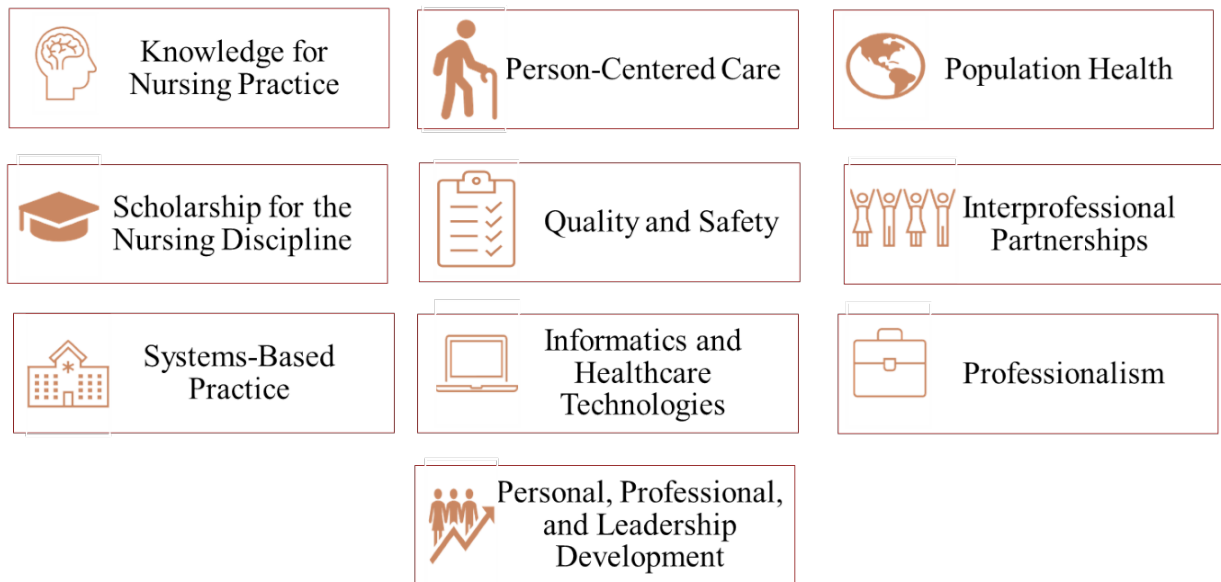 Knowledge for
Nursing Practice
Person-Centered Care
Population Health
Scholarship for the
Nursing Discipline
Quality and Safety
Interprofessional
Partnerships
Systems-Based
Practice
Informatics and
Healthcare
Technologies
Professionalism
Personal, Professional,
and Leadership
Development